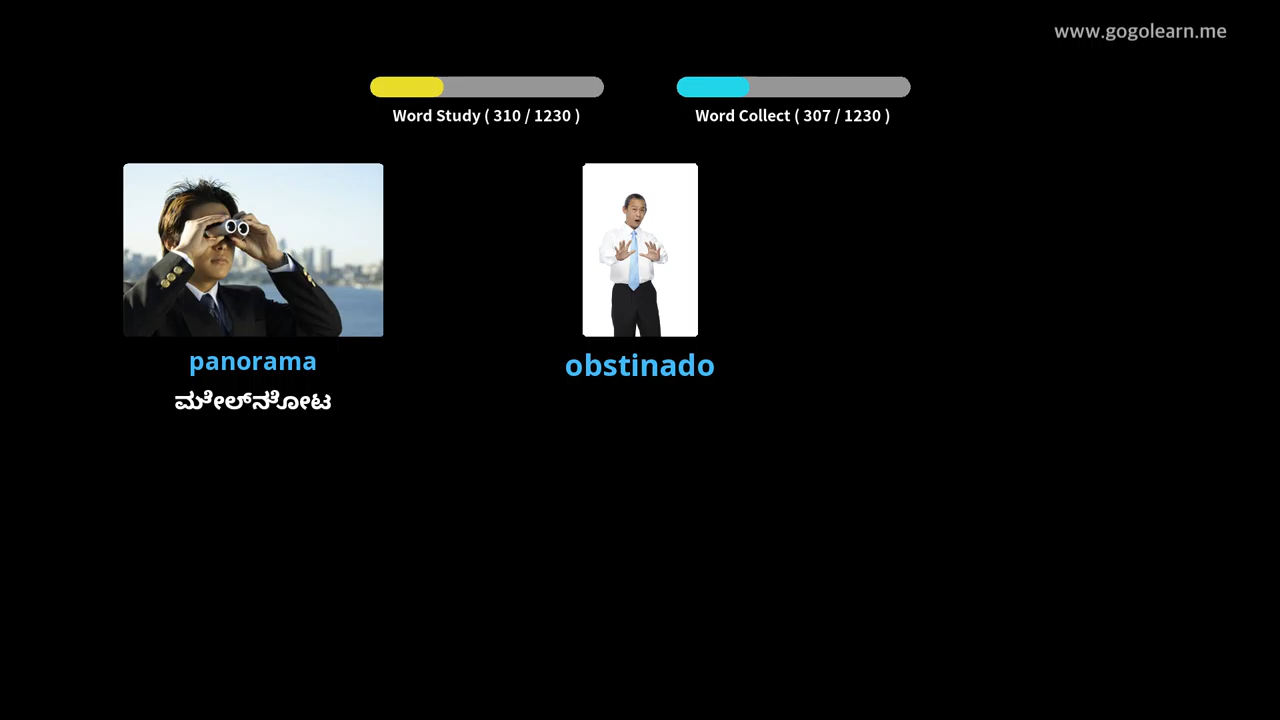 www.gogolearn.me
Word Study ( 310 / 1230 )
Word Collect ( 307 / 1230 )
panorama
ಮೇಲ್ನೋಟ
obstinado